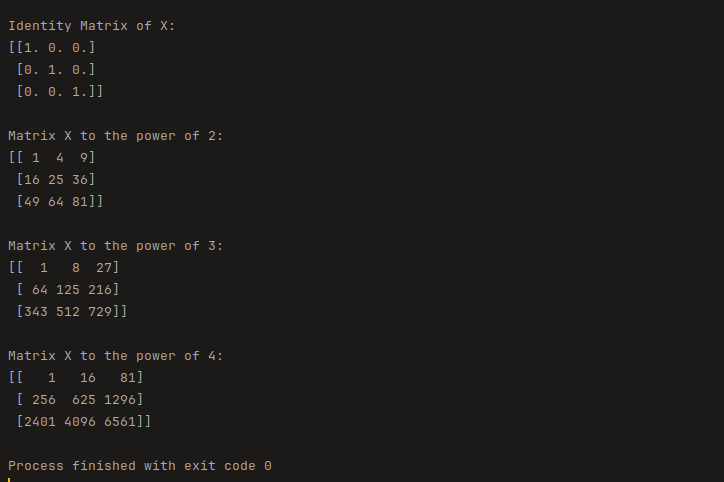 Identity Matrix of X:
[[1. 0. 0.]
 [0. 1. 0.]
 [0. 0. 1.]]

Matrix X to the power of 2:
[[ 1  4  9]
 [16 25 36]
 [49 64 81]]

Matrix X to the power of 3:
[[  1   8  27]
 [ 64 125 216]
 [343 512 729]]

Matrix X to the power of 4:
[[   1   16   81]
 [ 256  625 1296]
 [2401 4096 6561]]

Process finished with exit code 0